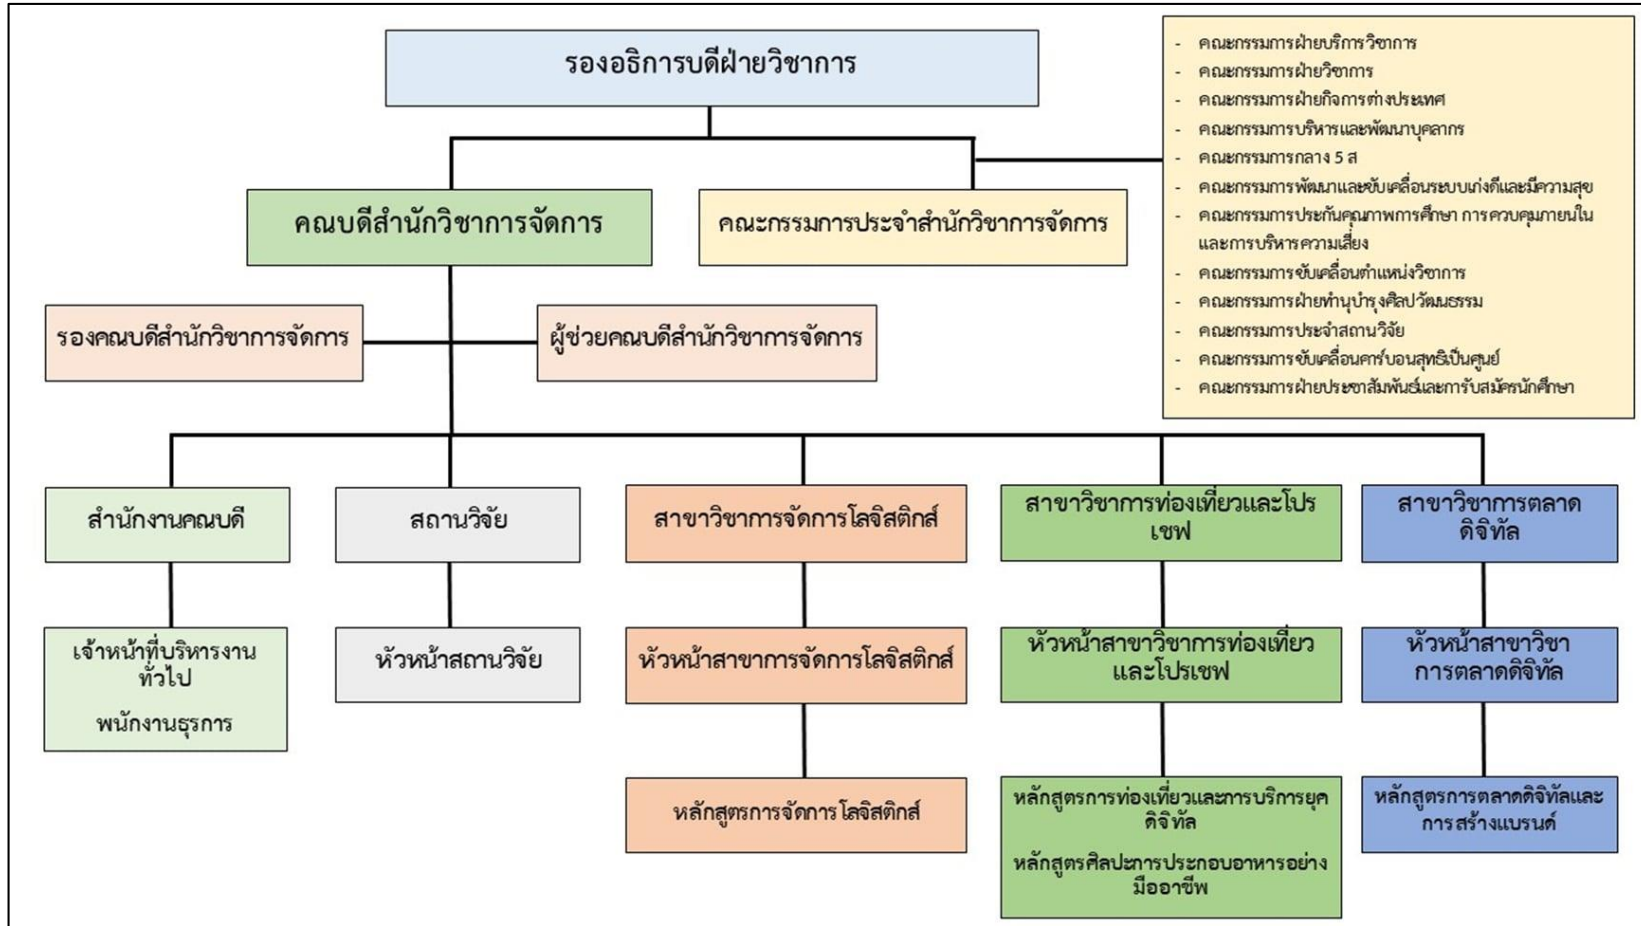 รองอธิการบดีฝ่ายวิชาการ
- คณะกรรมการฝ่ายบริการวิชาการ
- คณะกรรมการฝ่ายวิชาการ
- คณะกรรมการฝ่ายกิจการต่างประเทศ
- คณะกรรมการบริหารและพัฒนาบุคลากร
- คณะกรรมการกลาง 5 ส
- คณะกรรมการพัฒนาและขับเคลื่อนระบบเก่งดีและมีความสุข
- คณะกรรมการประกันคุณภาพการศึกษา การควบคุมภายนใน
และการบริหารความเสี่ยง
- คณะกรรมการขับเคลื่อนตำแหน่งวิชาการ
- คณะกรรมการฝ่ายทำนุบำรุงศิลปวัฒนธรรม
- คณะกรรมการประจำสถานวิจัย
- คณะกรรมการขับเคลื่อนคาร์บอนสุทธิเป็นศูนย์
- คณะกรรมการฝ่ายประชาสัมพันธ์และการับสมัครนักศึกษา
คณบดีสำนักวิชาการจัดการ
คณะกรรมการประจำสำนักวิชาการจัดการ
รองคณบดีสำนักวิชาการจัดการ
ผู้ช่วยคณบดีสำนักวิชาการจัดการ
สำนักงานคณบดี
สถานวิจัย
สาขาวิชาการจัดการโลจิสติกส์
สาขาวิชาการท่องเที่ยวและโปร
เชฟ
สาขาวิชาการตลาด
ดิจิทัล
เจ้าหน้าที่บริหารงาน
ทั่วไป
พนักงานธุรการ
หัวหน้าสถานวิจัย
หัวหน้าสาขาการจัดการโลจิสติกส์
หัวหน้าสาขาวิชาการท่องเที่ยว
และโปรเชฟ
หัวหน้าสาขาวิชา
การตลาดดิจิทัล
หลักสูตรการจัดการโลจิสติกส์
หลักสูตรการท่องเที่ยวและการบริการยุค
ดิจิทัล
หลักสูตรศิลปะการประกอบอาหารอย่าง
มืออาชีพ
หลักสูตรการตลาดดิจิทัลและ
การสร้างแบรนด์